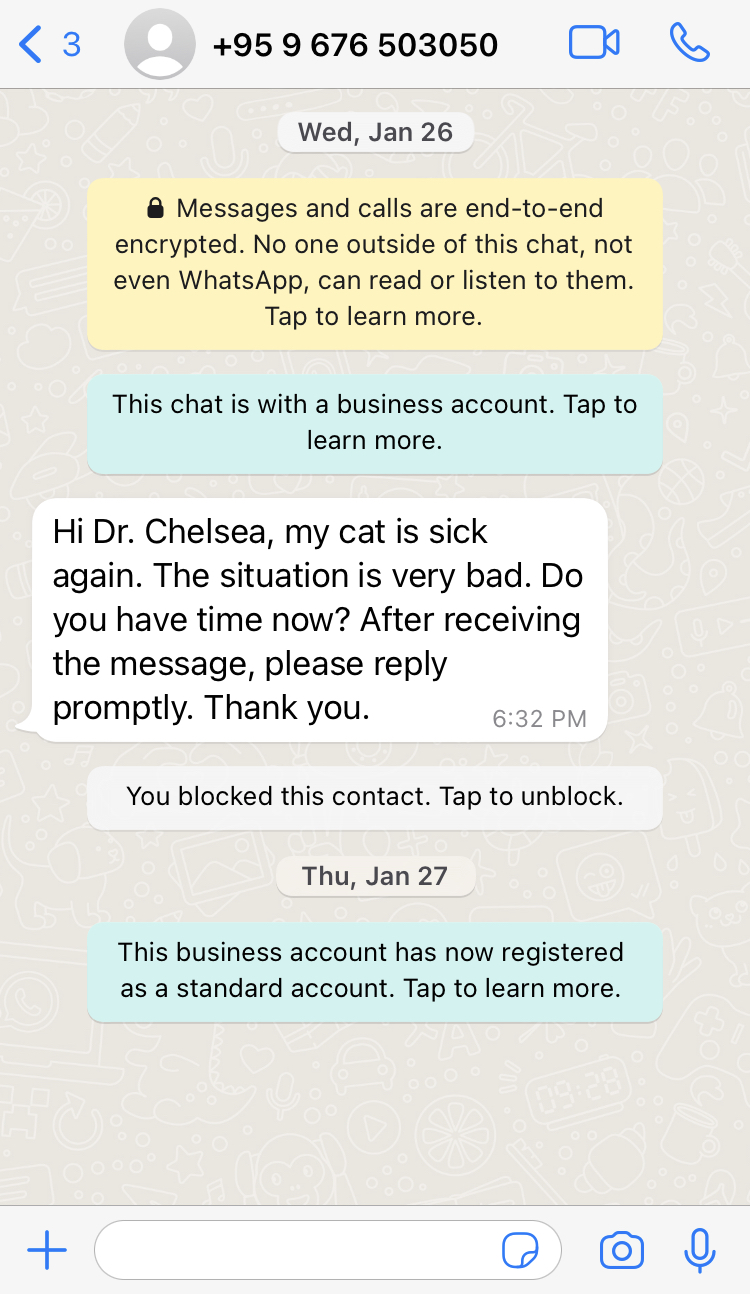 3
+95 9 676 503050
Wed, Jan 26
Messages and calls are end-to-end
encrypted. No one outside of this chat, not
even WhatsApp, can read or listen to them.
Tap to learn more.
This chat is with a business account. Tap to
learn more.
Hi Dr. Chelsea, my cat is sick
again. The situation is very bad. Do
you have time now? After receiving
the message, please reply
promptly. Thank you.
6:32 PM
You blocked this contact. Tap to unblock.
Thu, Jan 27
This business account has now registered
as a standard account. Tap to learn more.
09:28